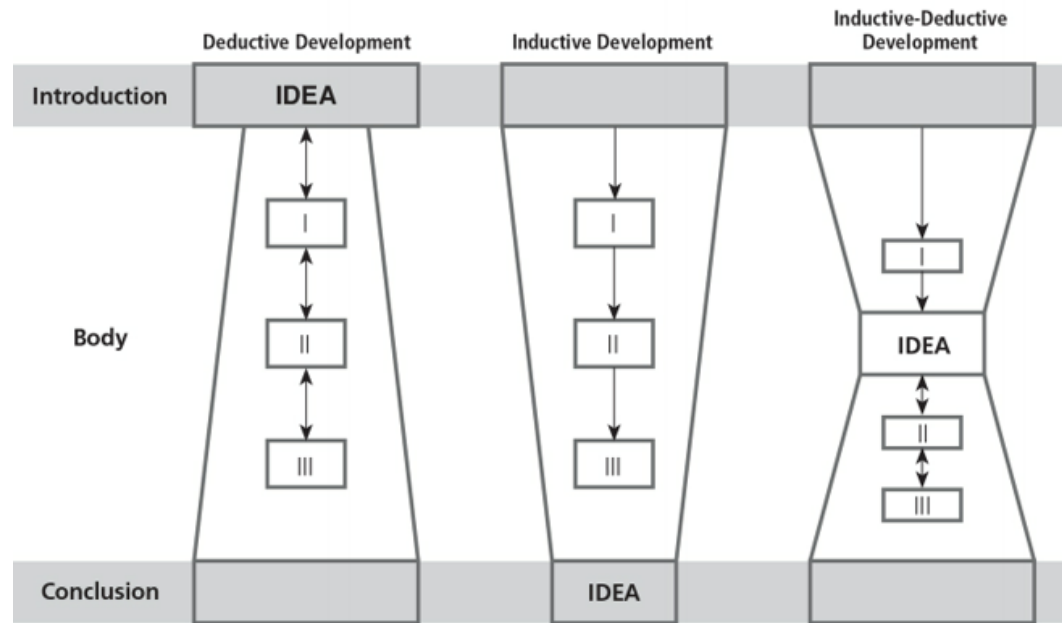 Deductive Development
Inductive Development
Inductive-Deductive
Development
Introduction
IDEA
I
I
I
Body
II
II
IDEA
II
III
III
III
Conclusion
IDEA